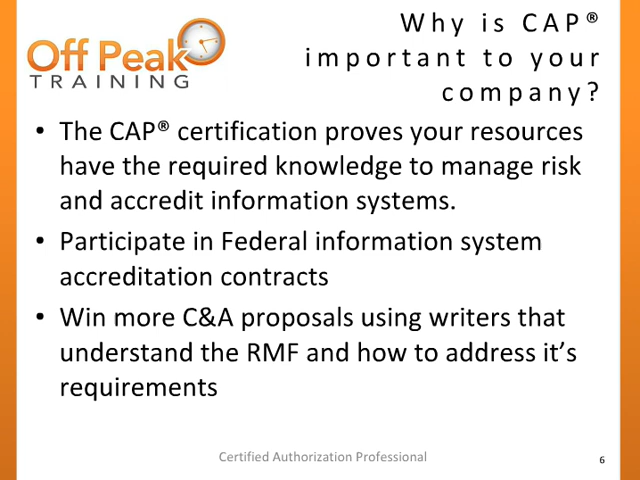 Off Peak
TRAINING
Why is CAP®
important to your
company?
• The CAP® certification proves your resources
have the required knowledge to manage risk
and accredit information systems.
• Participate in Federal information system
accreditation contracts
• Win more C&A proposals using writers that
understand the RMF and how to address it’s
requirements
Certified Authorization Professional
6